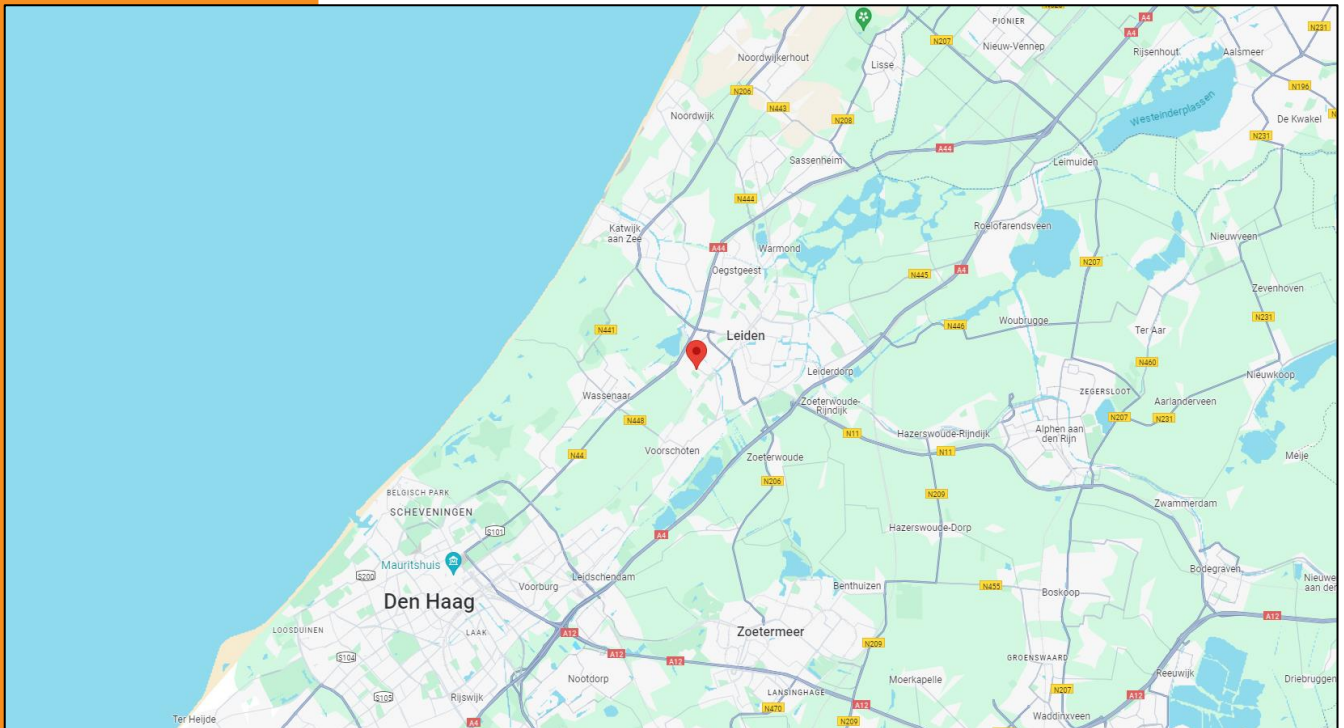 PIONIER
A4
N231
N207
A4
Nieuw-Vennep
Rijsenhout
Aalsmeer
Noordwijkerhout
Lisse
N206
N196
Westeinderplassen
N443
Noordwijk
N208
De Kwakel
N231
A44
Sassenheim
Leimuiden
N444
Roelofarendsveen
Katwijk
aan Zee
Nieuwveen
A44
Warmond
N207
Oegstgeest
A4
N445
Zevenhoven
N231
Woubrugge
N441
N446
Ter Aar
Leiden
N460
Leiderdorp
Nieuwkoop
ZEGERSLOOT
Wassenaar
Zoeterwoude-
Rijndijk
Aarlanderveen
N448
N207
N231
N11
Hazerswoude-Rijndijk
Alphen aan
den Rijn
Voorschoten
N44
Zoeterwoude
N11
Meije
N206
BELGISCH PARK
N209
SCHEVENINGEN
Zwammerdam
S101
Hazerswoude-Dorp
A4
Mauritshuis
Bodegraven
S200
Leidschendam
Nieuwe
aan den
Voorburg
Benthuizen
N455
Boskoop
Den Haag
A12
LOOSDUINEN
LAAK
A12
Zoetermeer
N209
A12
S104
A12
GROENSWAARD
Reeuwijk
Nootdorp
Moerkapelle
Driebruggen
S105
Rijswijk
LANSINGHAGE
N207
A12
N470
A12
Ter Heijde
A4
N209
Waddinxveen